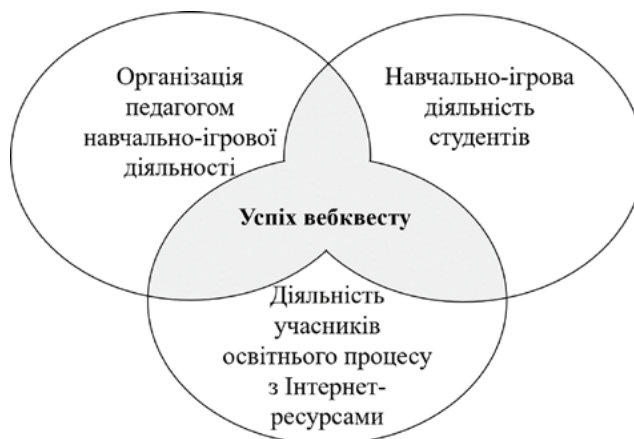 Організація
педагогом
навчально-ігрової
діяльності
Навчально-ігрова
діяльність
студентів
Успіх вебквесту
Діяльність
учасників
освітнього процесу
з Інтернет-
ресурсами